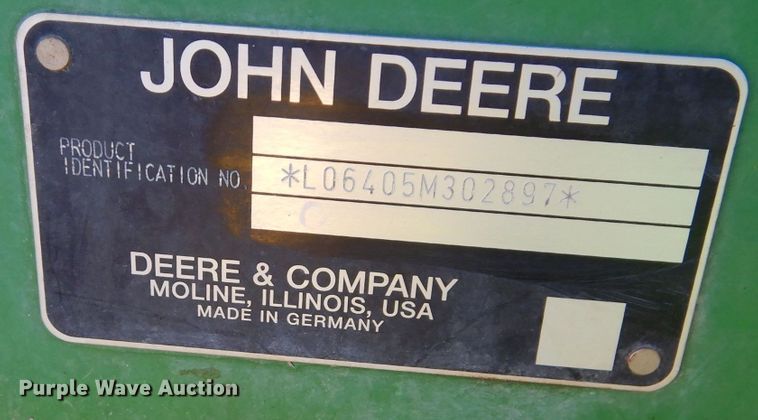 JOHN DEERE
PRODUCT
IDENTIFICATION NO.
*L06405M302897*
DEERE & COMPANY
MOLINE, ILLINOIS, USA
MADE IN GERMANY
Purple Wave Auction